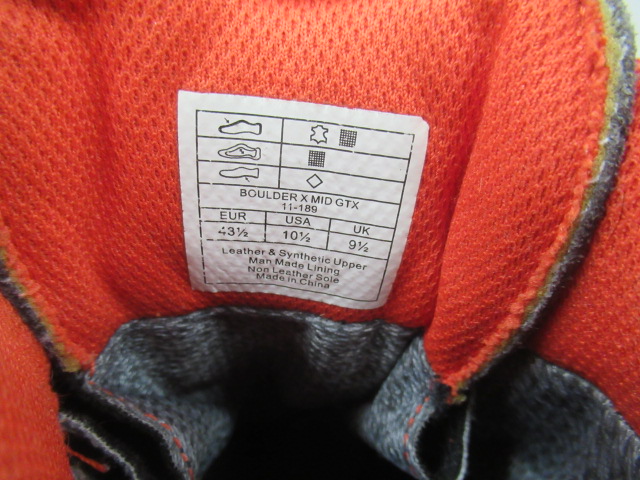 BOULDER X MID GTX
11-189
EUR USA UK
43½ 10½ 9½
Leather & Synthetic Upper
Man Made Lining
Non Leather Sole
Made in China